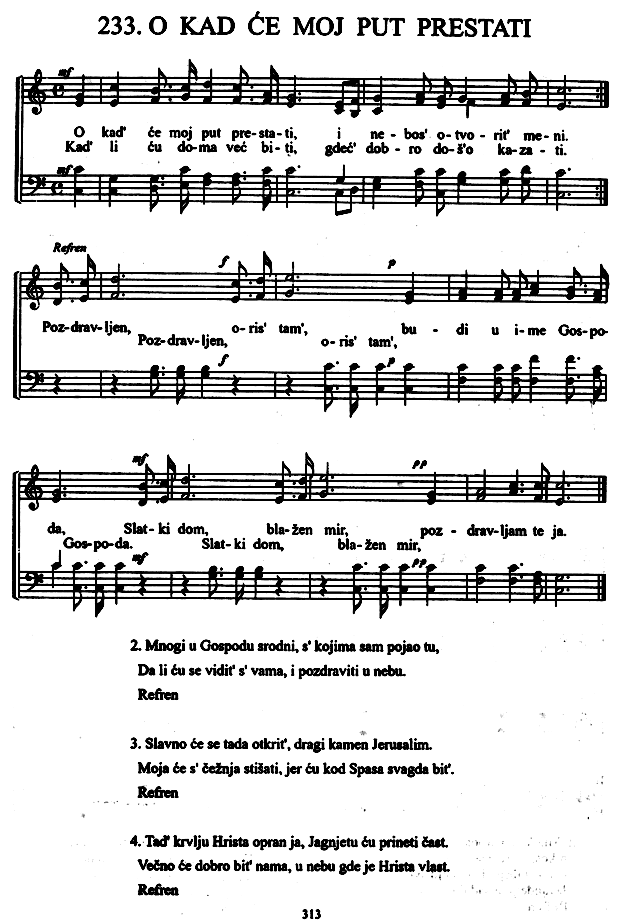 233. O KAD ĆE MOJ PUT PRESTATI
mf
O kad' će moj put pre-sta-ti, i ne-bos' o-tvo-rit' me-ni.
Kad' li ću do-ma već bi-ti, gdeć' dob-ro do-š'o ka-za-ti.
mf
Refren
f p
Poz-drav-ljen, o-ris' tam', bu-di u i-me Gos-po-
Poz-drav-ljen, o-ris' tam',
f p
mf pp
da, Slat-ki dom, bla-žen mir, poz-drav-ljam te ja.
Gos-po-da. Slat-ki dom, bla-žen mir,
mf pp
2. Mnogi u Gospodu srodni, s' kojima sam pojao tu,
Da li ću se vidit' s' vama, i pozdraviti u nebu.
Refren
3. Slavno će se tada otkrit', dragi kamen Jerusalim.
Moja će s' čežnja stišati, jer ću kod Spasa svagda bit'.
Refren
4. Tad' krvlju Hrista opran ja, Jagnjetu ću prineti čast.
Večno će dobro bit' nama, u nebu gde je Hrista vlast.
Refren
313